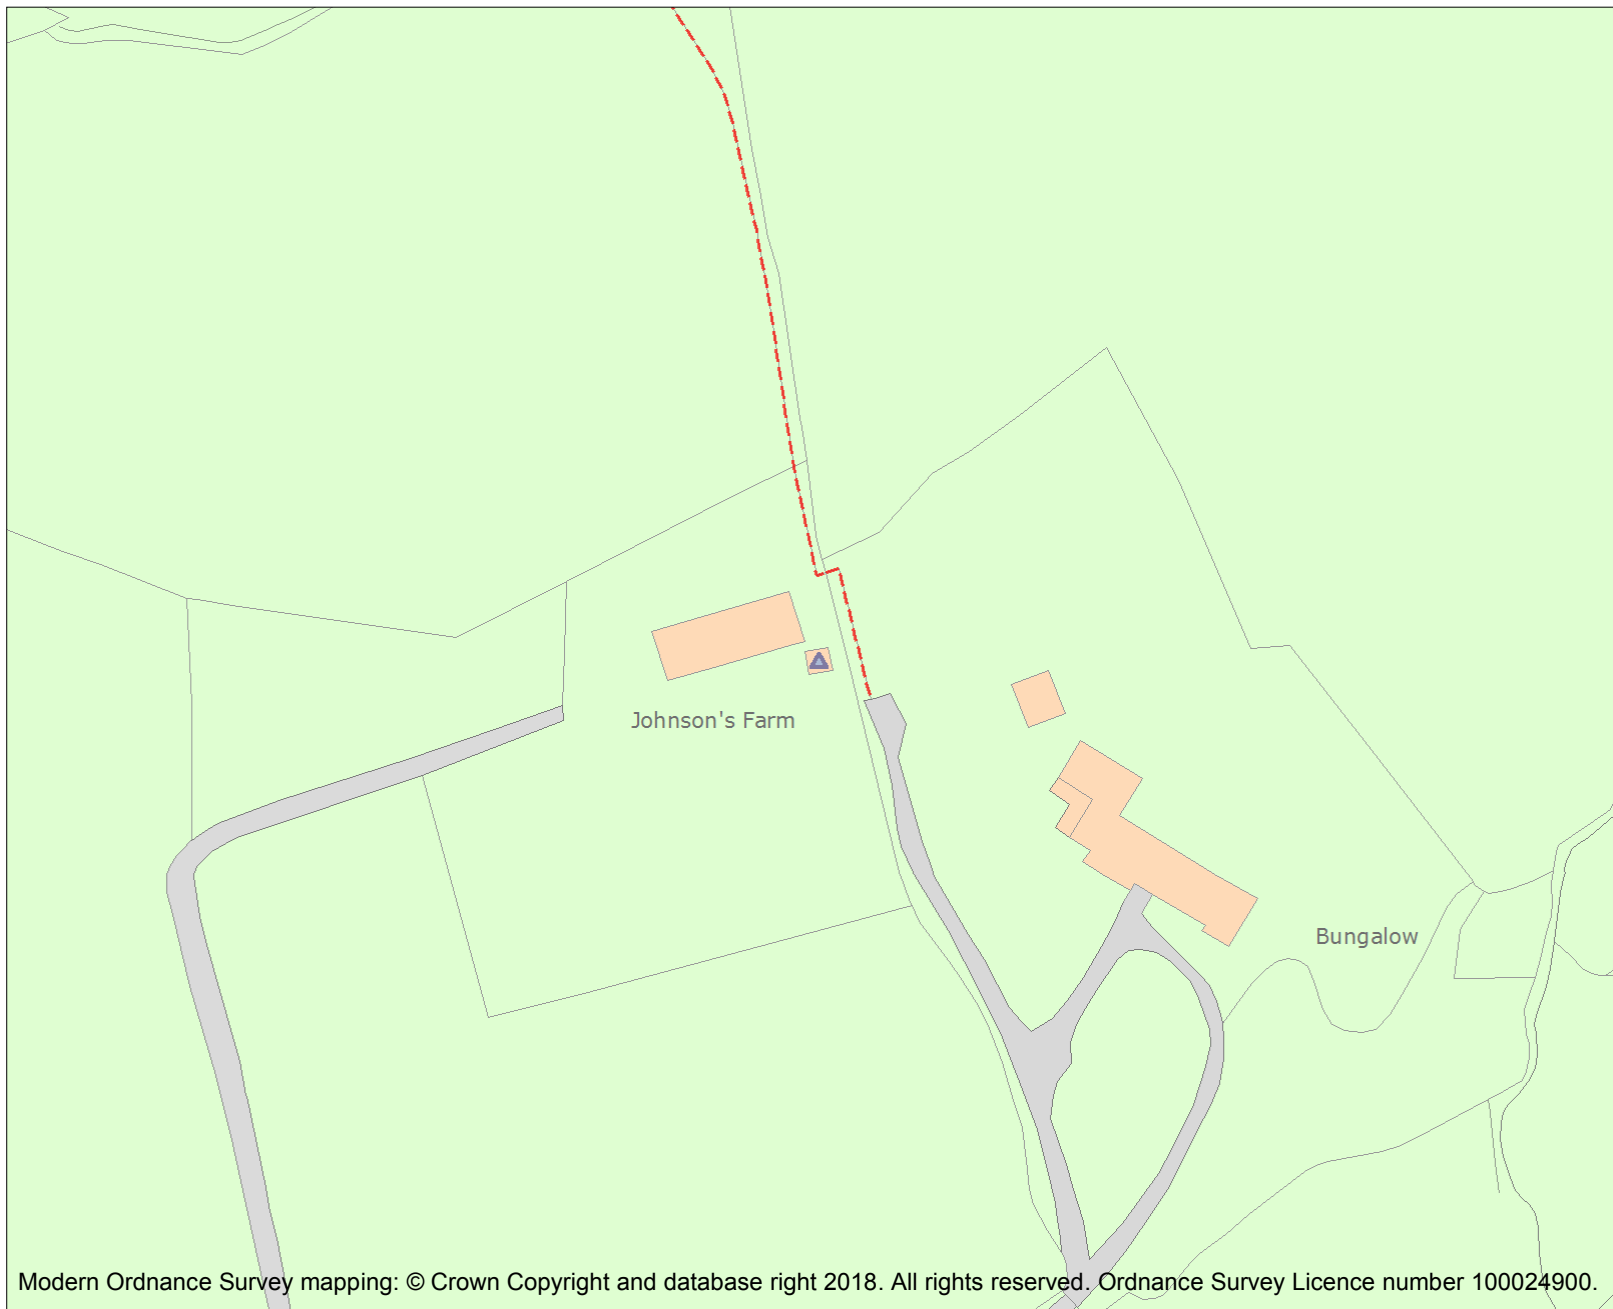 Johnson's Farm
Bungalow
Modern Ordnance Survey mapping: © Crown Copyright and database right 2018. All rights reserved. Ordnance Survey Licence number 100024900.